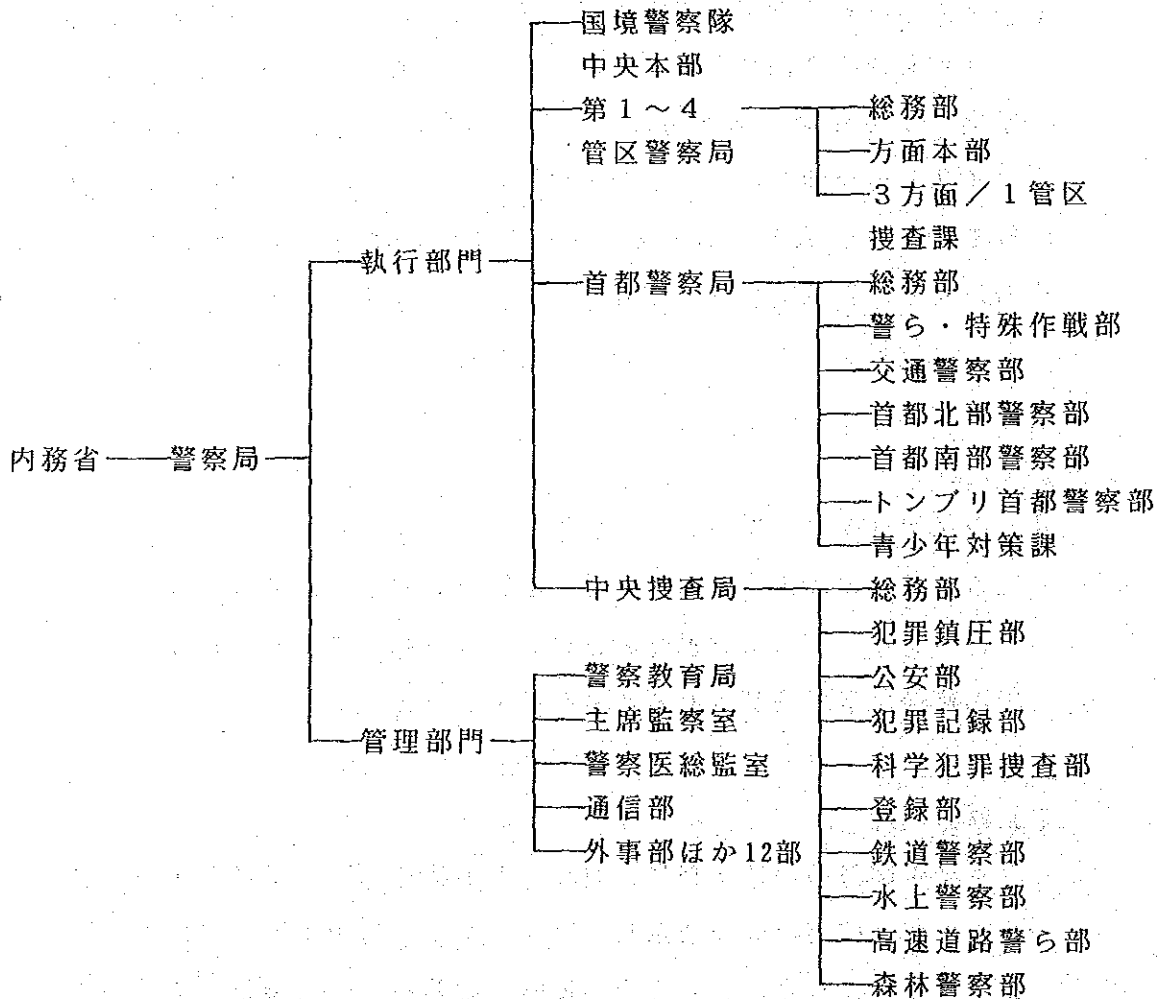 国境警察隊
中央本部
第1～4
管区警察局
総務部
方面本部
3方面／1管区
捜査課
執行部門
首都警察局
総務部
警ら・特殊作戦部
交通警察部
首都北部警察部
内務省
警察局
首都南部警察部
トンブリ首都警察部
青少年対策課
中央捜査局
総務部
犯罪鎮圧部
警察教育局
公安部
管理部門
主席監察室
犯罪記録部
警察医総監室
科学犯罪捜査部
通信部
登録部
外事部ほか12部
鉄道警察部
水上警察部
高速道路警ら部
森林警察部